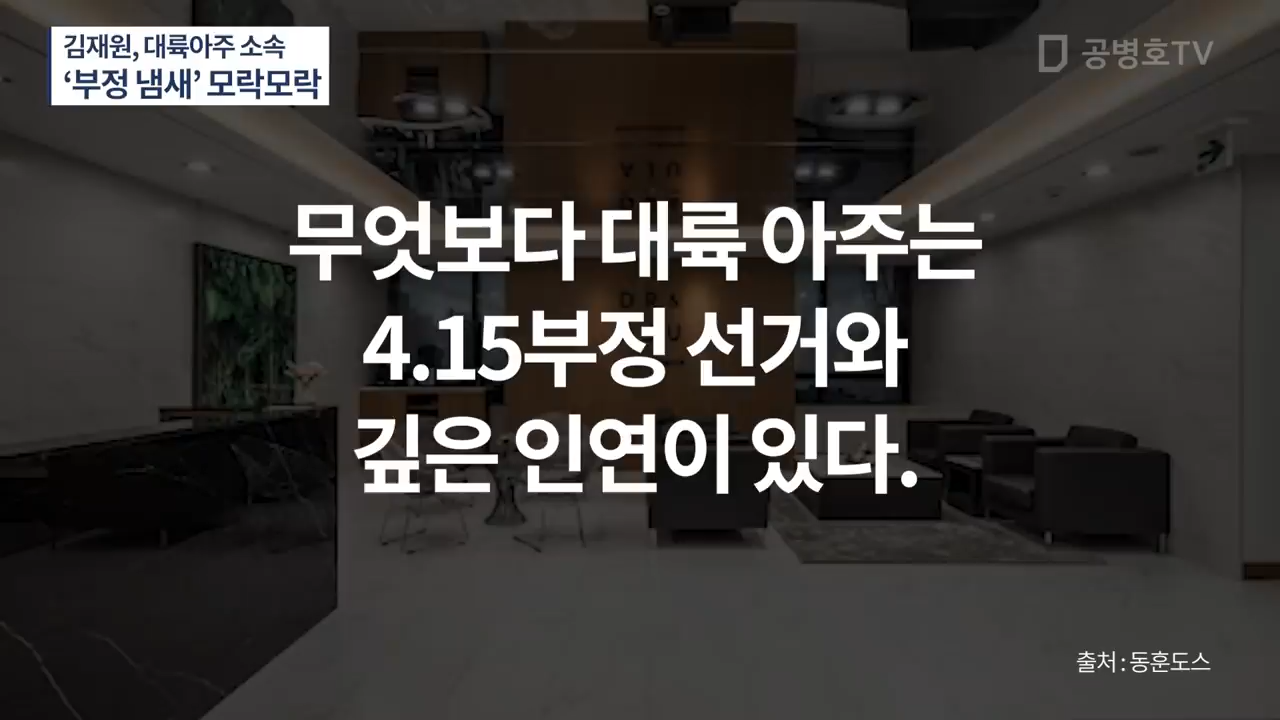 김재원, 대륙아주 소속
‘부정 냄새’ 모락모락
공병호TV
무엇보다 대륙 아주는
4.15부정 선거와
깊은 인연이 있다.
출처 : 동훈도스